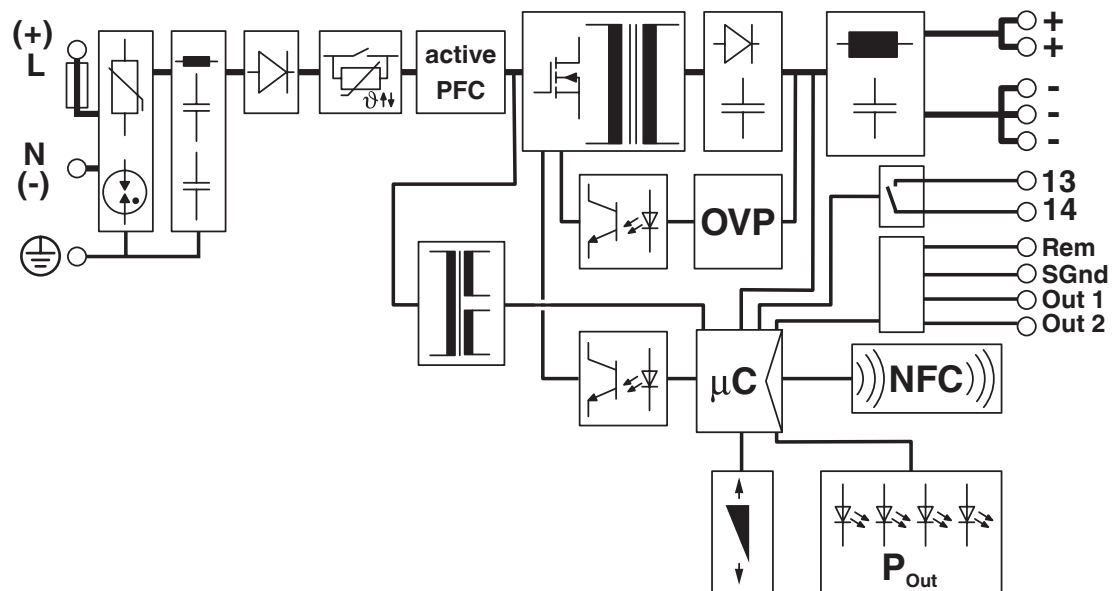 (+)
L
N
(-)
active
PFC
ϑ
+
+
-
-
-
OVP
13
14
Rem
SGnd
Out 1
Out 2
µC
NFC
P Out